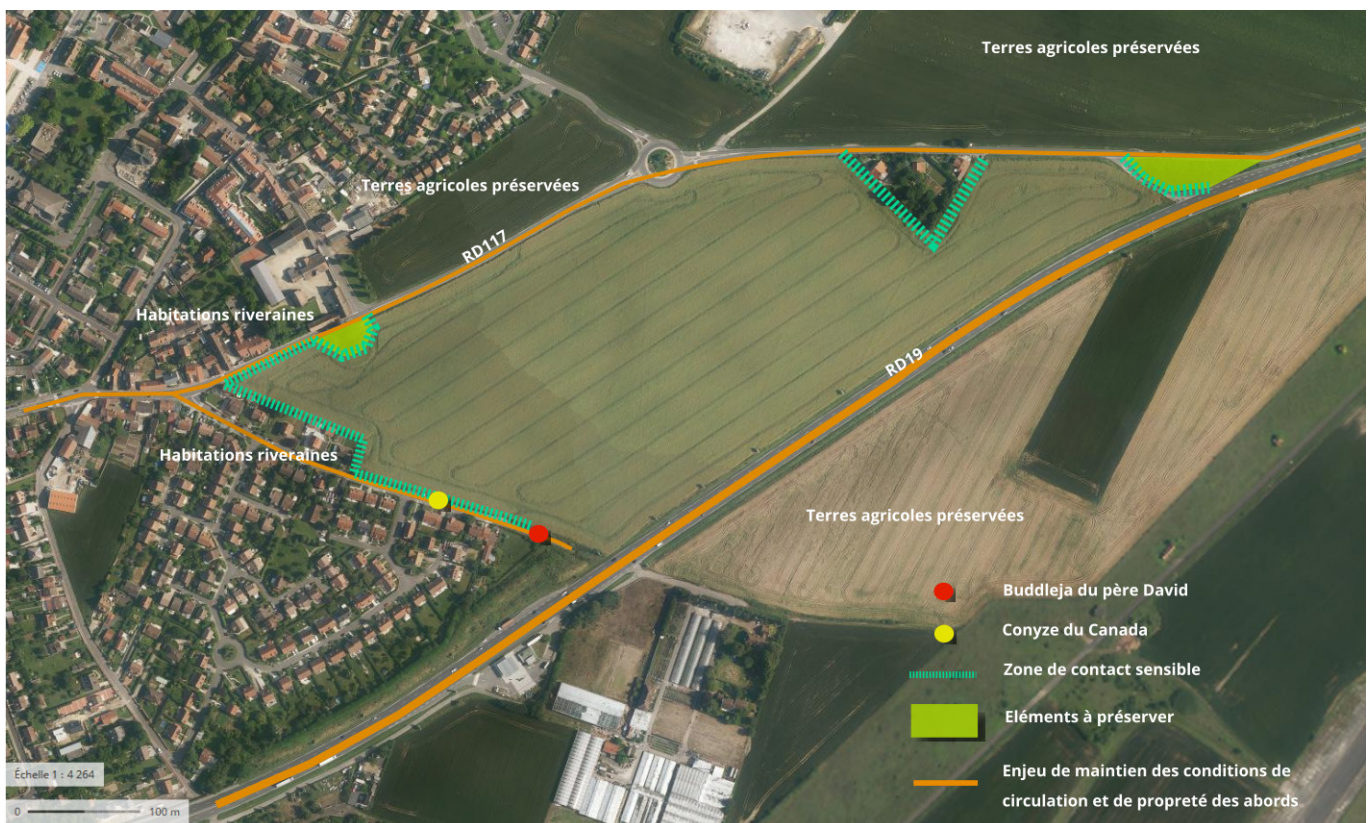 Terres agricoles préservées
Terres agricoles préservées
RD117
Habitations riveraines
RD19
Habitations riveraines
Terres agricoles préservées
Buddleja du père David
Conyze du Canada
Zone de contact sensible
Eléments à préserver
Enjeu de maintien des conditions de
circulation et de propreté des abords
Échelle 1 : 4 264
0 100 m